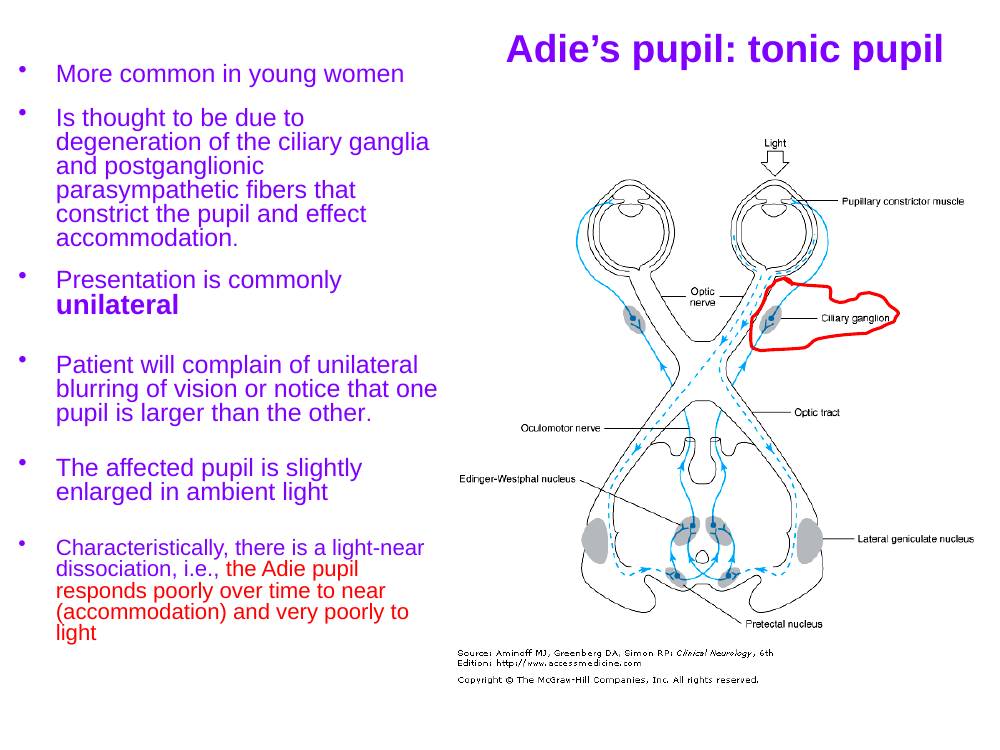 Adie’s pupil: tonic pupil
• More common in young women
• Is thought to be due to
degeneration of the ciliary ganglia
and postganglionic
parasympathetic fibers that
constrict the pupil and effect
accommodation.
• Presentation is commonly
unilateral
• Patient will complain of unilateral
blurring of vision or notice that one
pupil is larger than the other.
• The affected pupil is slightly
enlarged in ambient light
• Characteristically, there is a light-near
dissociation, i.e., the Adie pupil
responds poorly over time to near
(accommodation) and very poorly to
light
Light
Pupillary constrictor muscle
Optic
nerve
Ciliary ganglion
Optic tract
Oculomotor nerve
Edinger-Westphal nucleus
Lateral geniculate nucleus
Pretectal nucleus
Source: Aminoff MJ, Greenberg DA, Simon RP: Clinical Neurology, 6th
Edition: http://www.accessmedicine.com
Copyright © The McGraw-Hill Companies, Inc. All rights reserved.